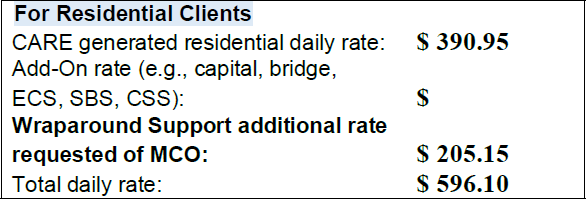 For Residential Clients
CARE generated residential daily rate: $ 390.95
Add-On rate (e.g., capital, bridge,
ECS, SBS, CSS): $
Wraparound Support additional rate
requested of MCO: $ 205.15
Total daily rate: $ 596.10